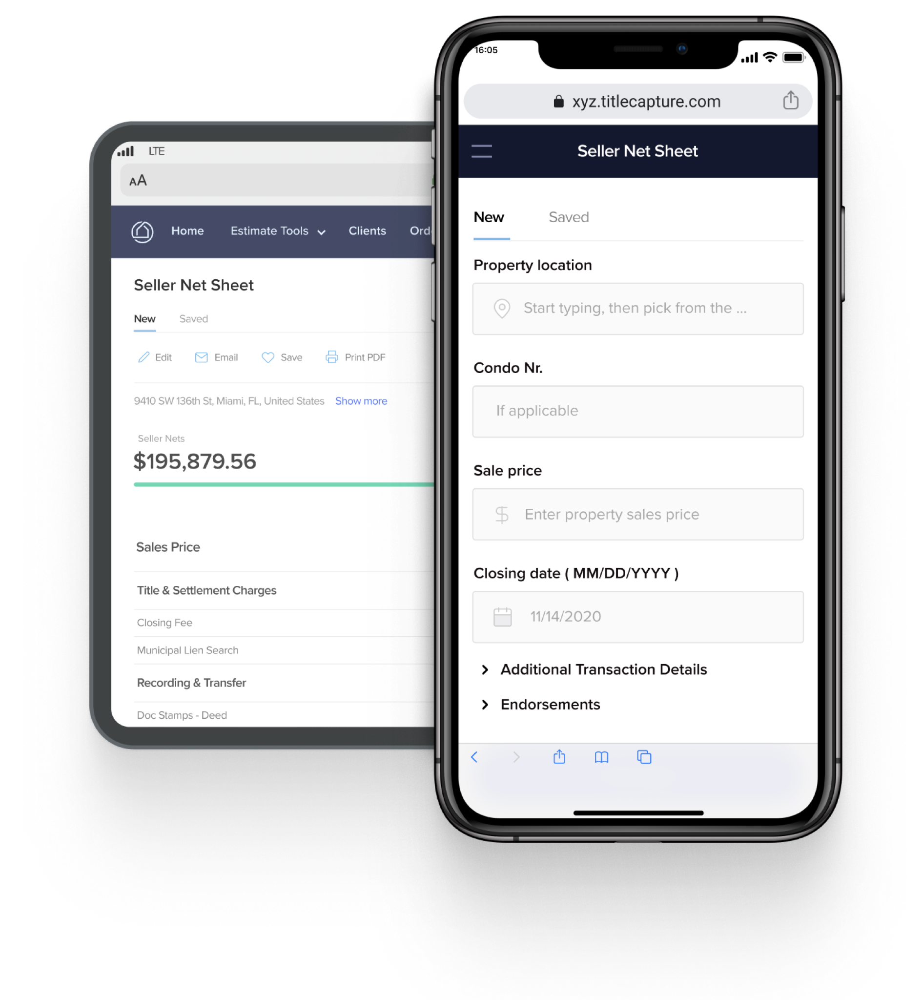 LTE
AA
Home Estimate Tools Clients
Seller Net Sheet
New Saved
Edit Email Save Print PDF
9410 SW 136th St, Miami, FL, United States Show more
Seller Nets
$195,879.56
Sales Price
Title & Settlement Charges
Closing Fee
Municipal Lien Search
Recording & Transfer
Doc Stamps - Deed
16:05
xyz.titlecapture.com
Seller Net Sheet
New Saved
Property location
Start typing, then pick from the ...
Condo Nr.
If applicable
Sale price
$ Enter property sales price
Closing date ( MM/DD/YYYY )
11/14/2020
Additional Transaction Details
Endorsements